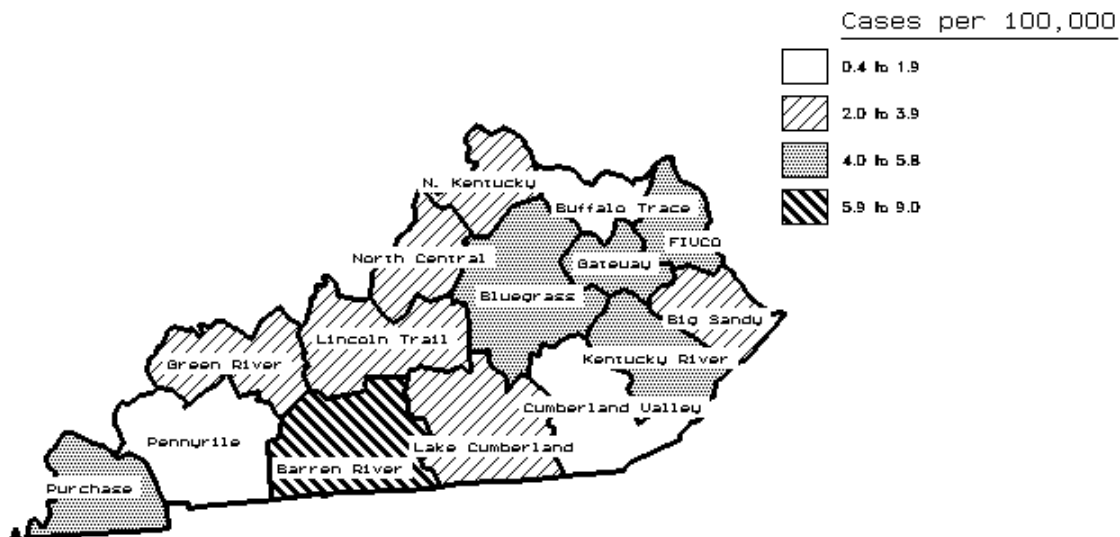 Cases per 100,000
0.4 to 1.9
2.0 to 3.9
4.0 to 5.8
5.9 to 9.0
N. Kentucky
Buffalo Trace
FIVCO
North Central
Gateway
Bluegrass
Big Sandy
Lincoln Trail
Kentucky River
Green River
Cumberland Valley
Pennyrile
Lake Cumberland
Barren River
Purchase